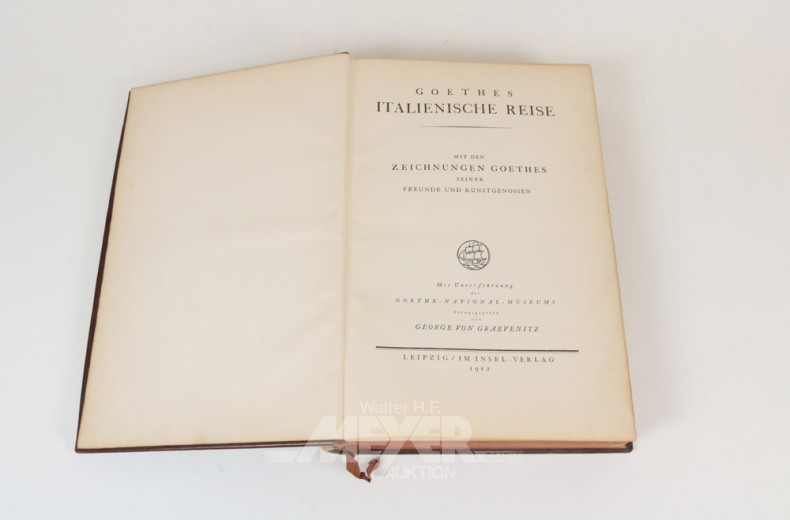 GOETHES
ITALIENISCHE REISE
MIT DEN
ZEICHNUNGEN GOETHES
SEINER
FREUNDE UND KUNSTGENOSSEN
Mit Unterstützung
des
GOETHE-NATIONAL-MUSEUMS
herausgegeben
von
GEORGE VON GRAEVENITZ
LEIPZIG / IM INSEL-VERLAG
1912
Walter H.F.
MEYER
AUKTION